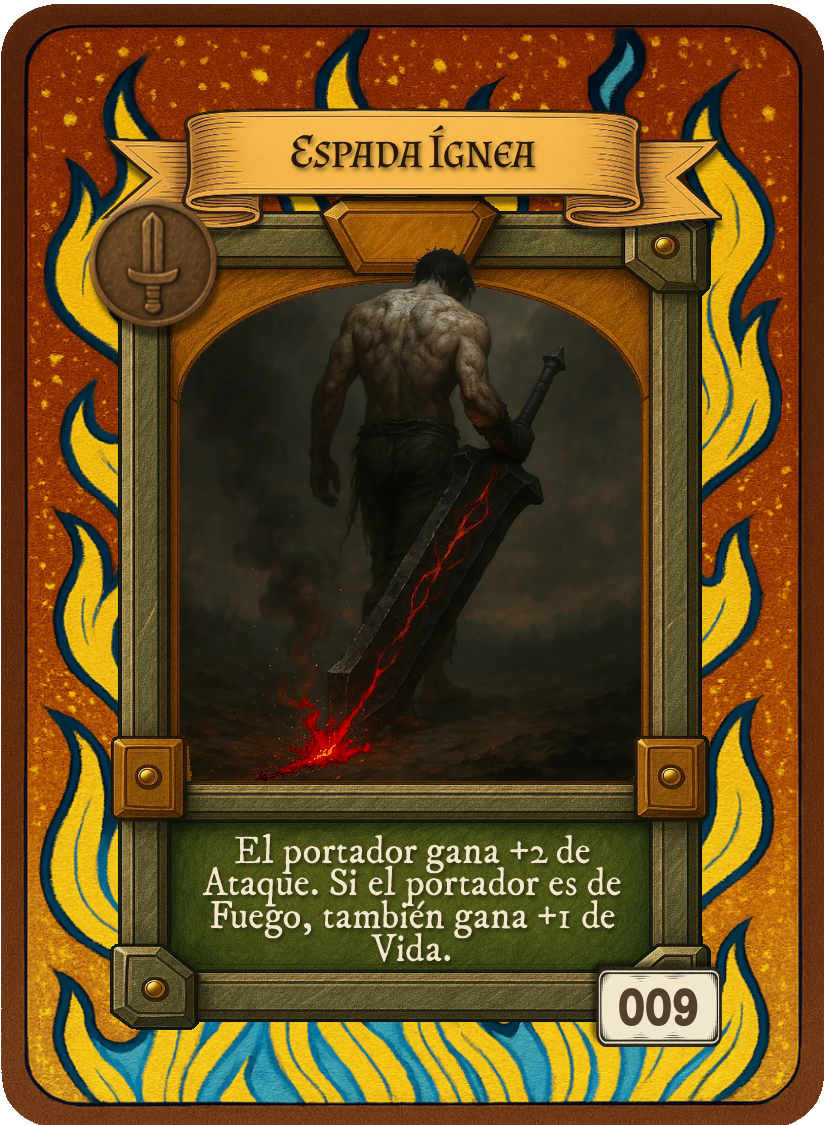 Espada Ígnea
El portador gana +2 de
Ataque. Si el portador es de
Fuego, también gana +1 de
Vida.
009